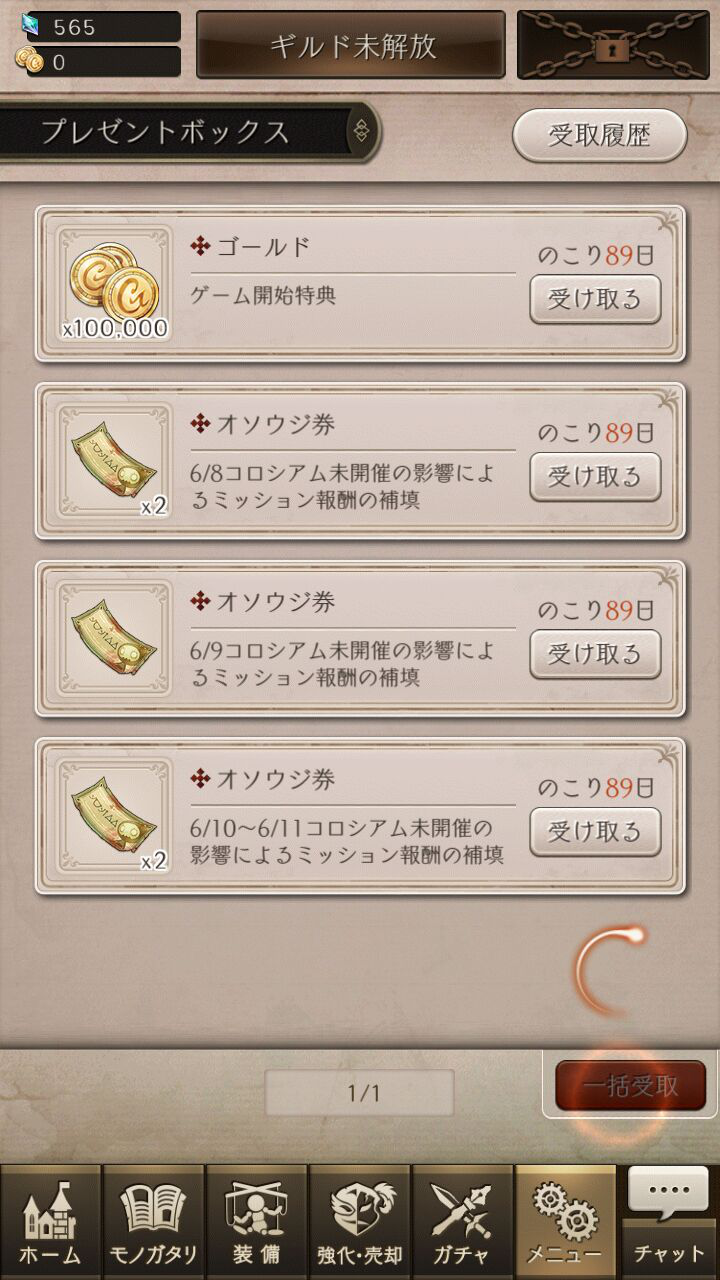 565
0
ギルド未解放
プレゼントボックス
受取履歴
ゴールド
のこり89日
ゲーム開始特典
受け取る
x100,000
オソウジ券
のこり89日
6/8コロシアム未開催の影響によ
るミッション報酬の補填
受け取る
x2
オソウジ券
のこり89日
6/9コロシアム未開催の影響によ
るミッション報酬の補填
受け取る
オソウジ券
のこり89日
6/10〜6/11コロシアム未開催の
影響によるミッション報酬の補填
受け取る
x2
1/1
一括受取
ホーム
モノガタリ
装備
強化・売却
ガチャ
メニュー
チャット